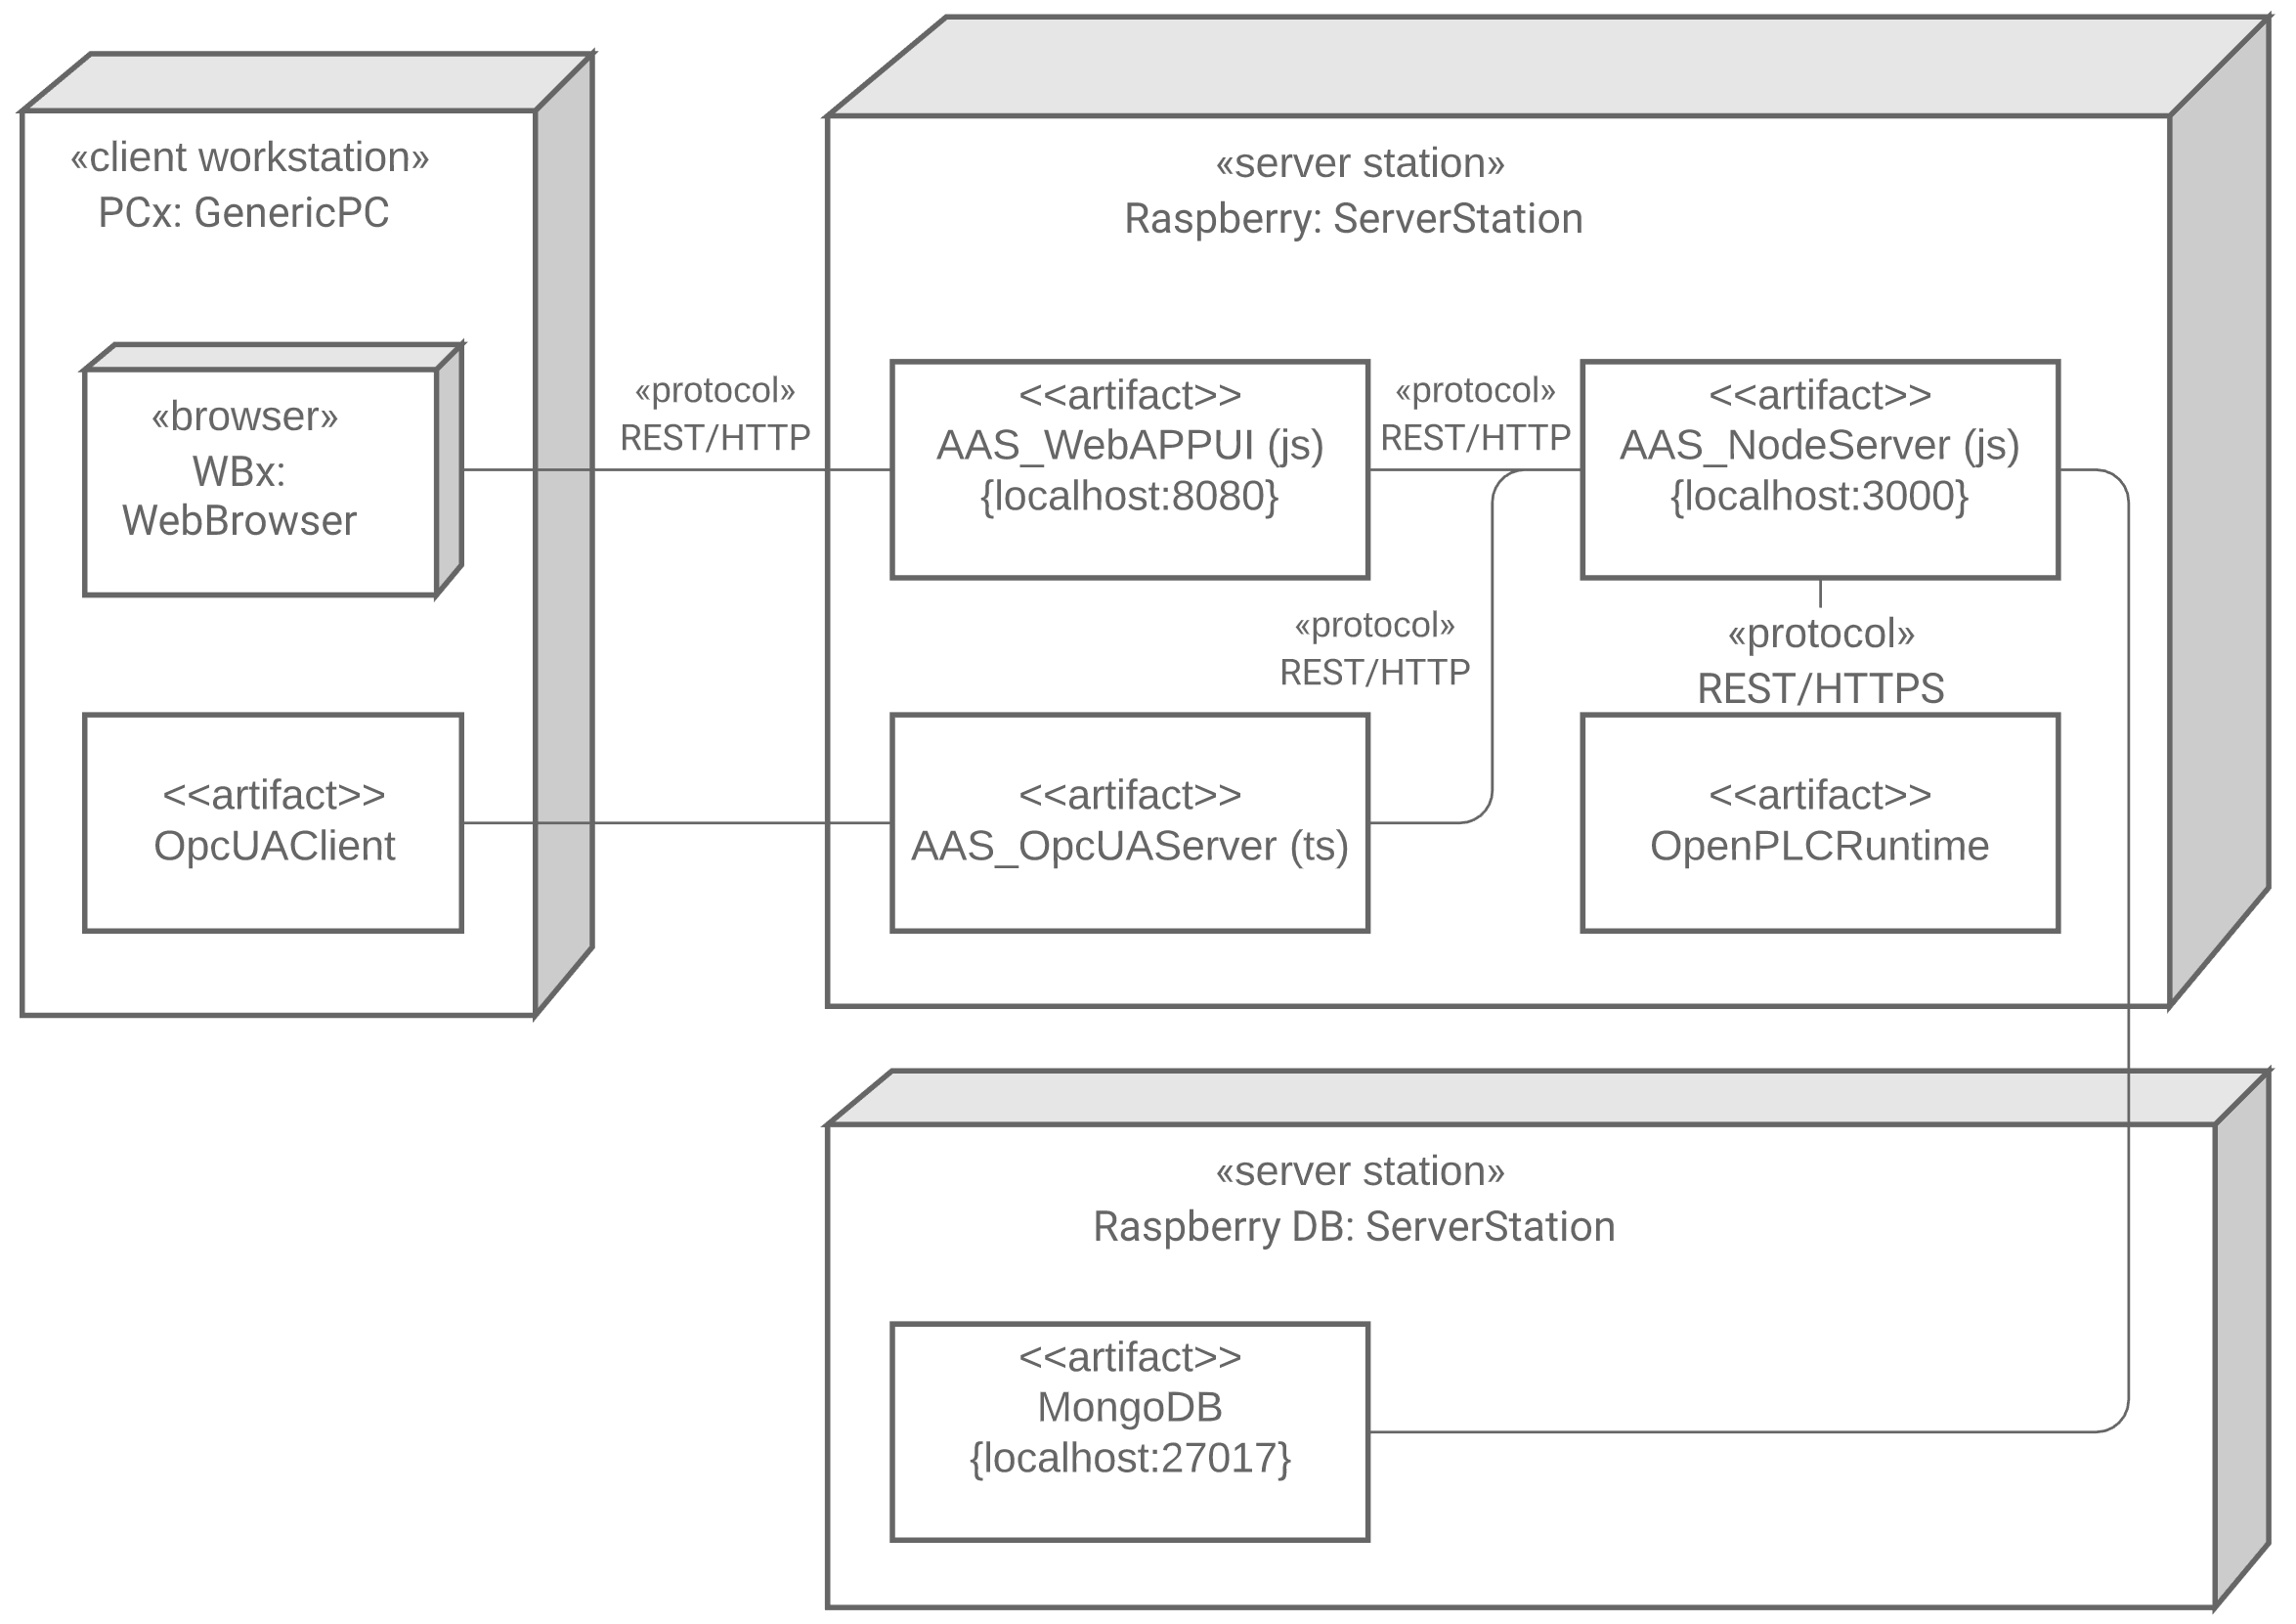 «client workstation»
PCx: GenericPC
«browser»
WBx:
WebBrowser
<<artifact>>
OpcUAClient
«protocol»
REST/HTTP
«server station»
Raspberry: ServerStation
<<artifact>>
AAS_WebAPPUI (js)
{localhost:8080}
«protocol»
REST/HTTP
<<artifact>>
AAS_NodeServer (js)
{localhost:3000}
«protocol»
REST/HTTP
«protocol»
REST/HTTPS
<<artifact>>
AAS_OpcUAServer (ts)
<<artifact>>
OpenPLCRuntime
«server station»
Raspberry DB: ServerStation
<<artifact>>
MongoDB
{localhost:27017}